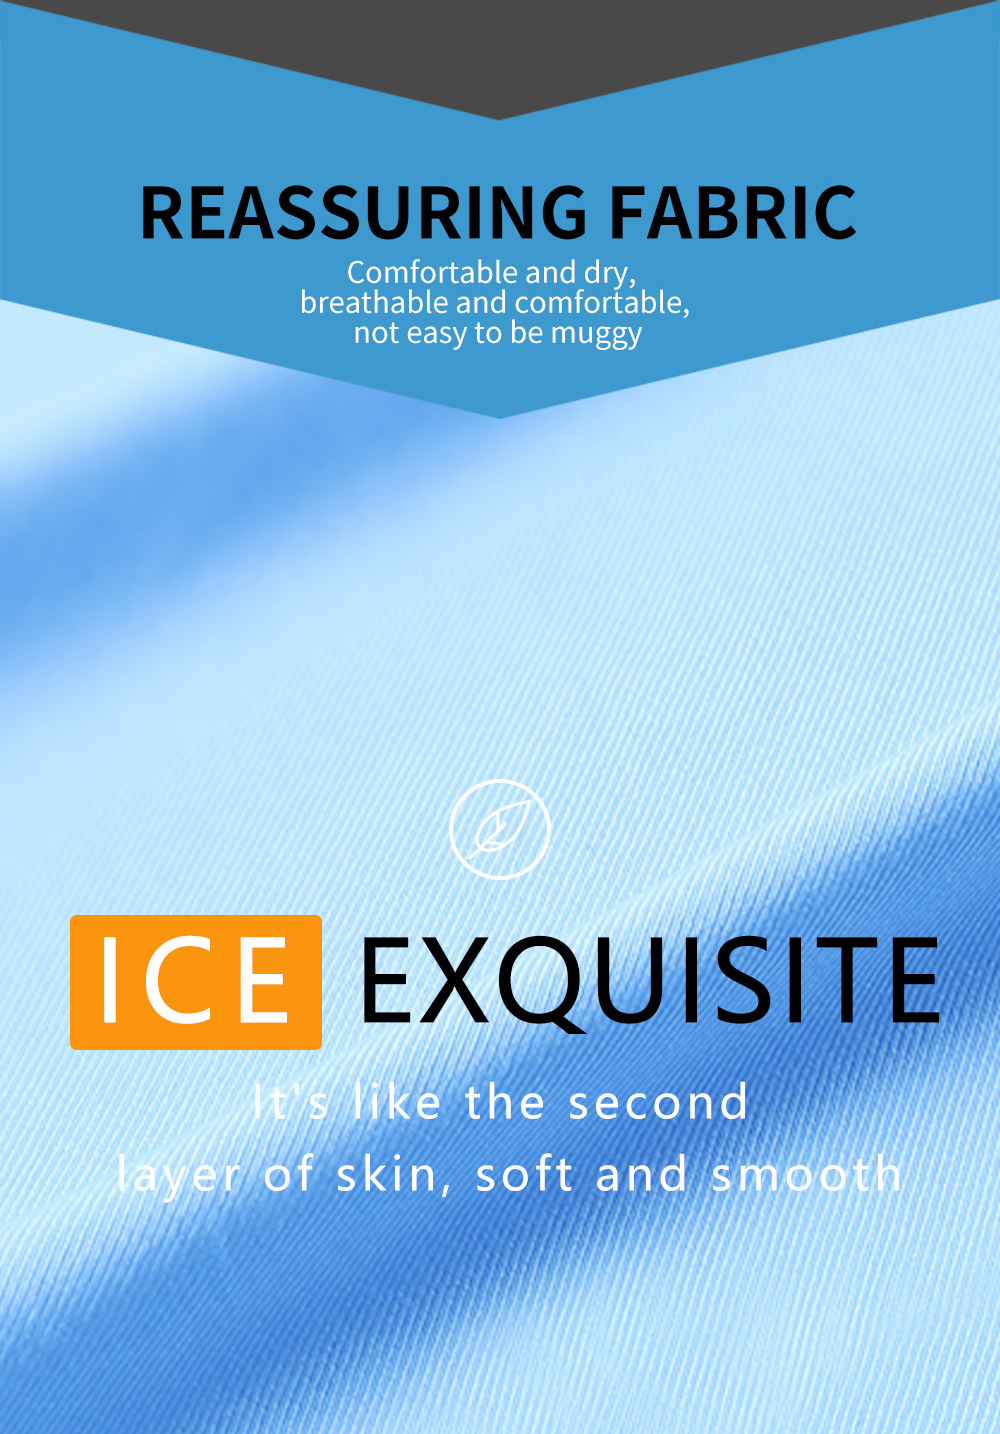 REASSURING FABRIC
Comfortable and dry,
breathable and comfortable,
not easy to be muggy
ICE EXQUISITE
It's like the second
layer of skin, soft and smooth